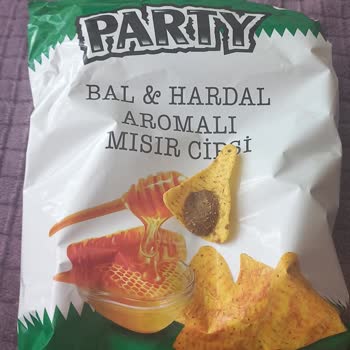 PARTY
BAL & HARDAL
AROMALI
MISIR CİPSİ